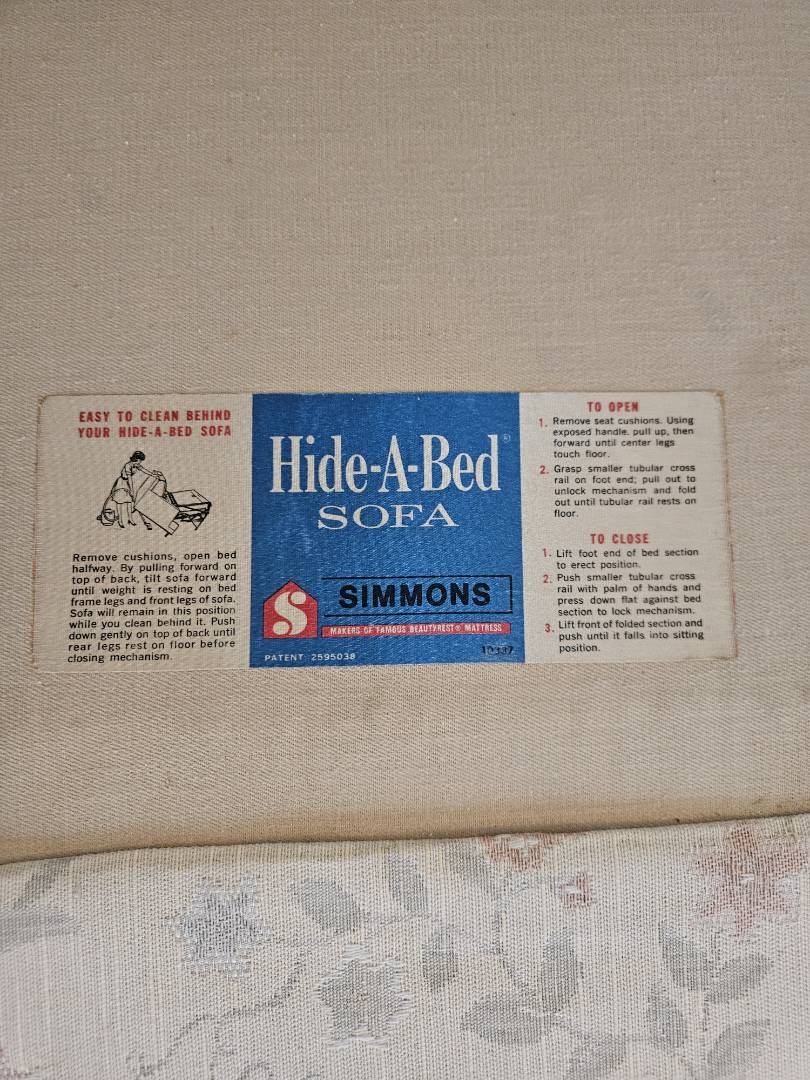 EASY TO CLEAN BEHIND
YOUR HIDE-A-BED SOFA
Remove cushions, open bed
halfway. By pulling forward on
top of back, tilt sofa forward
until weight is resting on bed
frame legs and front legs of sofa.
Sofa will remain in this position
while you clean behind it. Push
down gently on top of back until
rear legs rest on floor before
closing mechanism.
Hide-A-Bed®
SOFA
S
SIMMONS
MAKERS OF FAMOUS BEAUTYREST® MATTRESS
PATENT 2595038
TO OPEN
1. Remove seat cushions. Using
exposed handle, pull up, then
forward until center legs
touch floor.
2. Grasp smaller tubular cross
rail on foot end; pull out to
unlock mechanism and fold
out until tubular rail rests on
floor.
TO CLOSE
1. Lift foot end of bed section
to erect position.
2. Push smaller tubular cross
rail with palm of hands and
press down flat against bed
section to lock mechanism.
3. Lift front of folded section and
push until it falls into sitting
position.